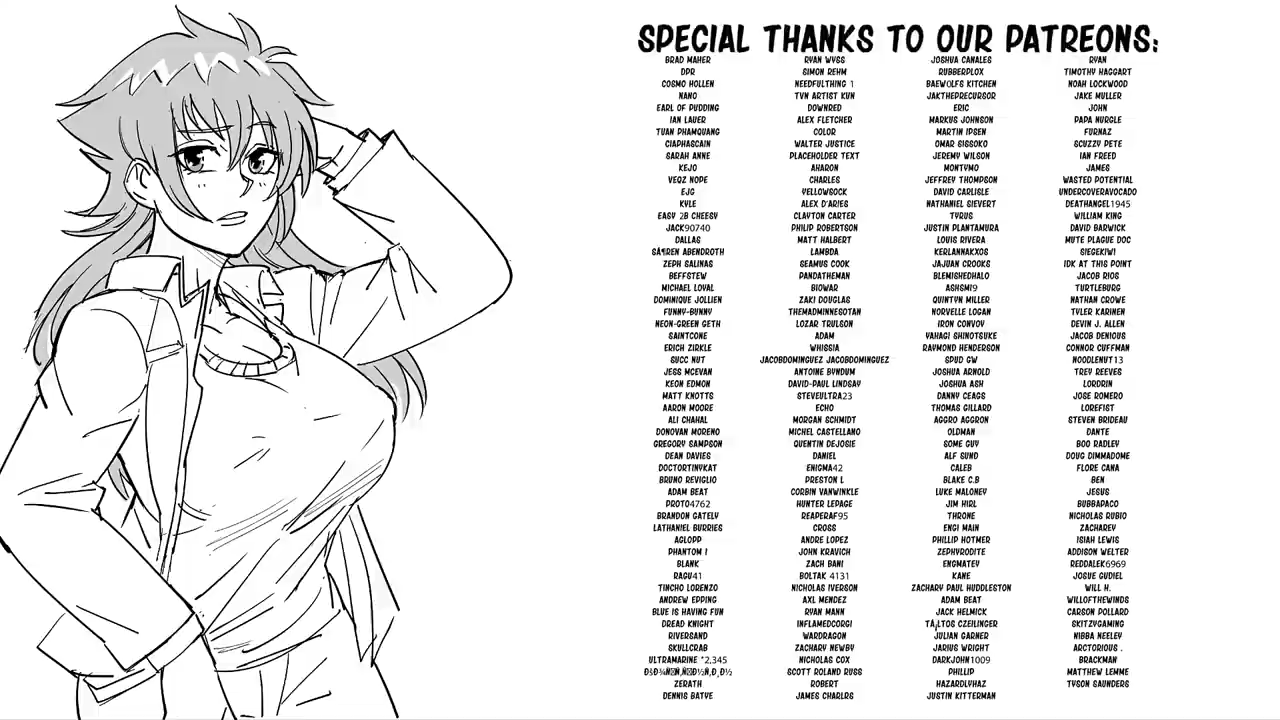 SPECIAL THANKS TO OUR PATREONS:
BRAD MAHER
DPR
COSMO HOLLEN
NANO
EARL OF PUDDING
IAN LAUER
TUAN PHAMQUANG
CIAPHASCAIN
SARAH ANNE
KEJO
VEQZ NOPE
EJG
KYLE
EASY 2B CHEESY
JACK90740
DALLAS
SÃ¶REN ABENDROTH
ZEPH SALINAS
BEFFSTEW
MICHAEL LOVAL
DOMINIQUE JOLLIEN
FUNNY-BUNNY
NEON-GREEN GETH
SAINTCONE
ERICH ZIRKLE
SUCC NUT
JESS MCEVAN
KEON EDMON
MATT KNOTTS
AARON MOORE
ALI CHAHAL
DONOVAN MORENO
GREGORY SAMPSON
DEAN DAVIES
DOCTORTINYKAT
BRUNO REVIGLIO
ADAM BEAT
PROT04762
BRANDON GATELY
LATHANIEL BURRIES
AGLOPP
PHANTOM I
BLANK
RAGU41
TINCHO LORENZO
ANDREW EPPING
BLUE IS HAVING FUN
DREAD KNIGHT
RIVERSAND
SKULLCRAB
ULTRAMARINE *2,345
ZERATH
DENNIS BATYE
RYAN WYSS
SIMON REHM
NEEDFULTHING 1
TVN ARTIST KUN
DOWNRED
ALEX FLETCHER
COLOR
WALTER JUSTICE
PLACEHOLDER TEXT
AHARON
CHARLES
YELLOWSOCK
ALEX D'ARIES
CLAYTON CARTER
PHILIP ROBERTSON
MATT HALBERT
LAMBDA
SEAMUS COOK
PANDATHEMAN
BIOWAR
ZAKI DOUGLAS
THEMADMINNESOTAN
LOZAR TRULSON
ADAM
WHISSIA
JACOBDOMINGUEZ JACOBDOMINGUEZ
ANTOINE BYNDUM
DAVID-PAUL LINDSAY
STEVEULTRA23
ECHO
MORGAN SCHMIDT
MICHEL CASTELLANO
QUENTIN DEJOSIE
DANIEL
ENIGMA42
PRESTON L
CORBIN VANWINKLE
HUNTER LEPAGE
REAPERAF95
CROSS
ANDRE LOPEZ
JOHN KRAVICH
ZACH BANI
BOLTAK 4131
NICHOLAS IVERSON
AXL MENDEZ
RYAN MANN
INFLAMEDCORGI
WARDRAGON
ZACHARY NEWBY
NICHOLAS COX
SCOTT ROLAND RUSS
ROBERT
JAMES CHARLRS
JOSHUA CANALES
RUBBERPLOX
BAEWOLFS KITCHEN
JAKTHEPRECURSOR
ERIC
MARKUS JOHNSON
MARTIN IPSEN
OMAR SISSOKO
JEREMY WILSON
MONTYMO
JEFFREY THOMPSON
DAVID CARLISLE
NATHANIEL SIEVERT
TYRUS
JUSTIN PLANTAMURA
LOUIS RIVERA
KERLANNAKXOS
JAJUAN CROOKS
BLEMISHEDHALO
ASHSMI9
QUINTYN MILLER
NORVELLE LOGAN
IRON CONVOY
YAHAGI SHINOTSUKE
RAYMOND HENDERSON
SPUD GW
JOSHUA ARNOLD
JOSHUA ASH
DANNY CEAGS
THOMAS GILLARD
AGGRO AGGRON
OLDMAN
SOME GUY
ALF SUND
CALEB
BLAKE C.B
LUKE MALONEY
JIM HIRL
THRONE
ENGI MAIN
PHILLIP HOTMER
ZEPHYRODITE
ENGMATEY
KANE
ZACHARY PAUL HUDDLESTON
ADAM BEAT
JACK HELMICK
TÃ¡LTOS CZEILINGER
JULIAN GARNER
JARIUS WRIGHT
DARKJOHN1009
PHILLIP
HAZARDLYHAZ
JUSTIN KITTERMAN
RYAN
TIMOTHY HAGGART
NOAH LOCKWOOD
JAKE MULLER
JOHN
PAPA NURGLE
FURNAZ
SCUZZY PETE
IAN FREED
JAMES
WASTED POTENTIAL
UNDERCOVERAVOCADO
DEATHANGEL1945
WILLIAM KING
DAVID BARWICK
MUTE PLAGUE DOC
SIEGEKIWI
IDK AT THIS POINT
JACOB RIOS
TURTLEBURG
NATHAN CROWE
TYLER KARINEN
DEVIN J. ALLEN
JACOB DENIOUS
CONNOR CUFFMAN
NOODLENUT13
TREY REEVES
LORDRIN
JOSE ROMERO
LOREFIST
STEVEN BRIDEAU
DANTE
BOO RADLEY
DOUG DIMMADOME
FLORE CANA
BEN
JESUS
BUBBAPACO
NICHOLAS RUBIO
ZACHAREY
ISIAH LEWIS
ADDISON WELTER
REDDALEK6969
JOSUE GUDIEL
WILL H.
WILLOFTHEWINDS
CARSON POLLARD
SKITZYGAMING
NIBBA NEELEY
ARCTORIOUS .
BRACKMAN
MATTHEW LEMME
TYSON SAUNDERS